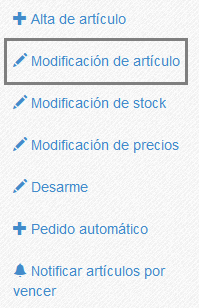 Alta de artículo
Modificación de artículo
Modificación de stock
Modificación de precios
Desarme
Pedido automático
Notificar artículos por
vencer